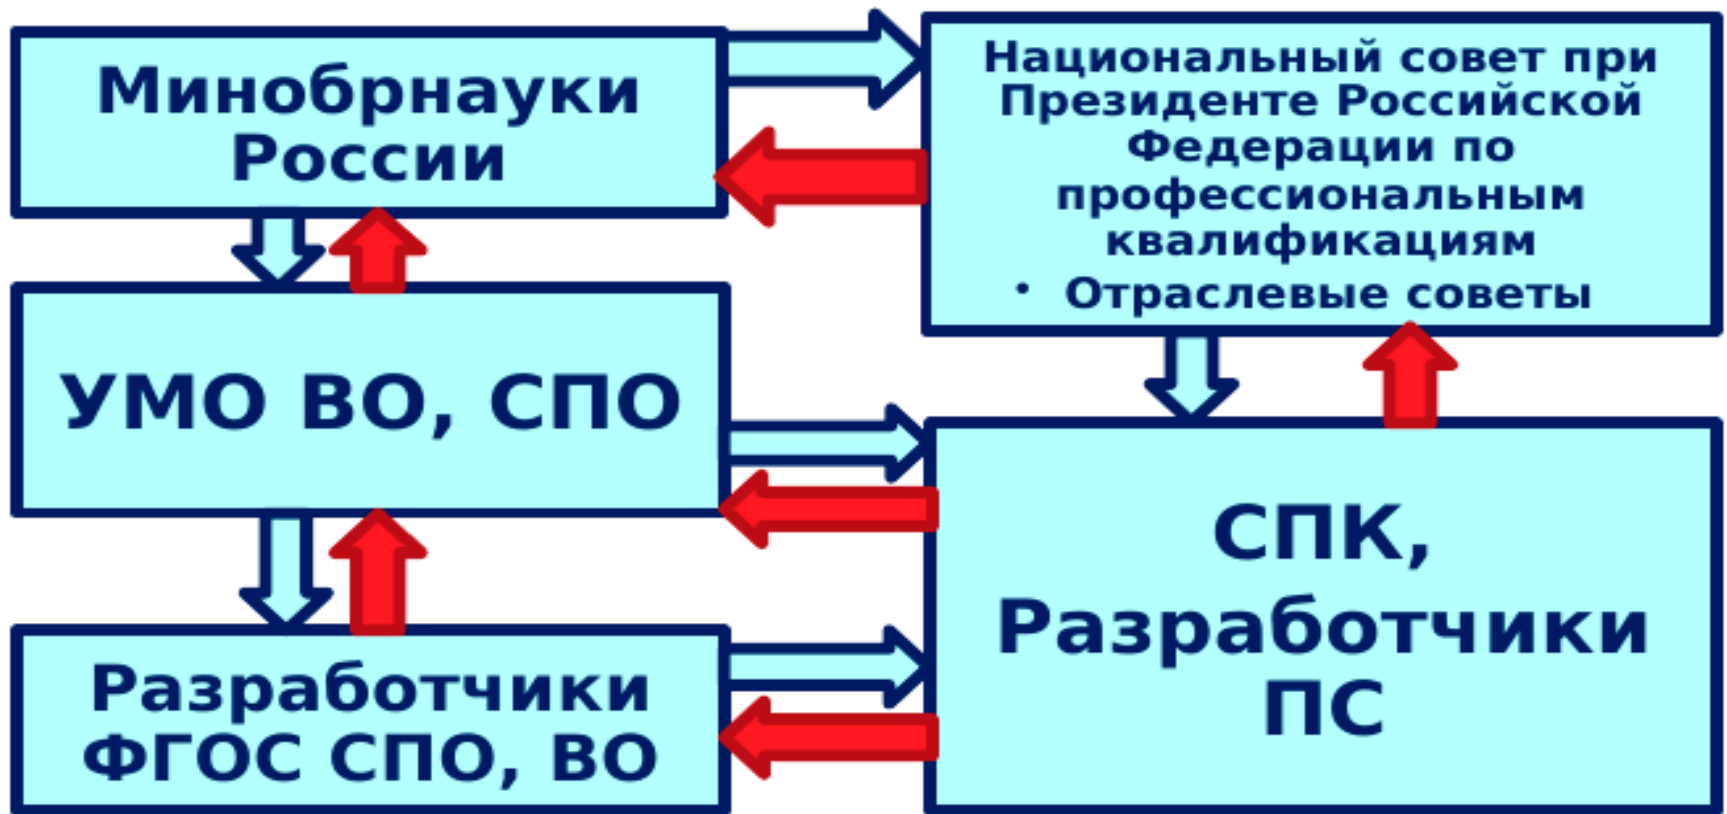 Минобрнауки
России
Национальный совет при
Президенте Российской
Федерации по
профессиональным
квалификациям
• Отраслевые советы
УМО ВО, СПО
СПК,
Разработчики
ПС
Разработчики
ФГОС СПО, ВО